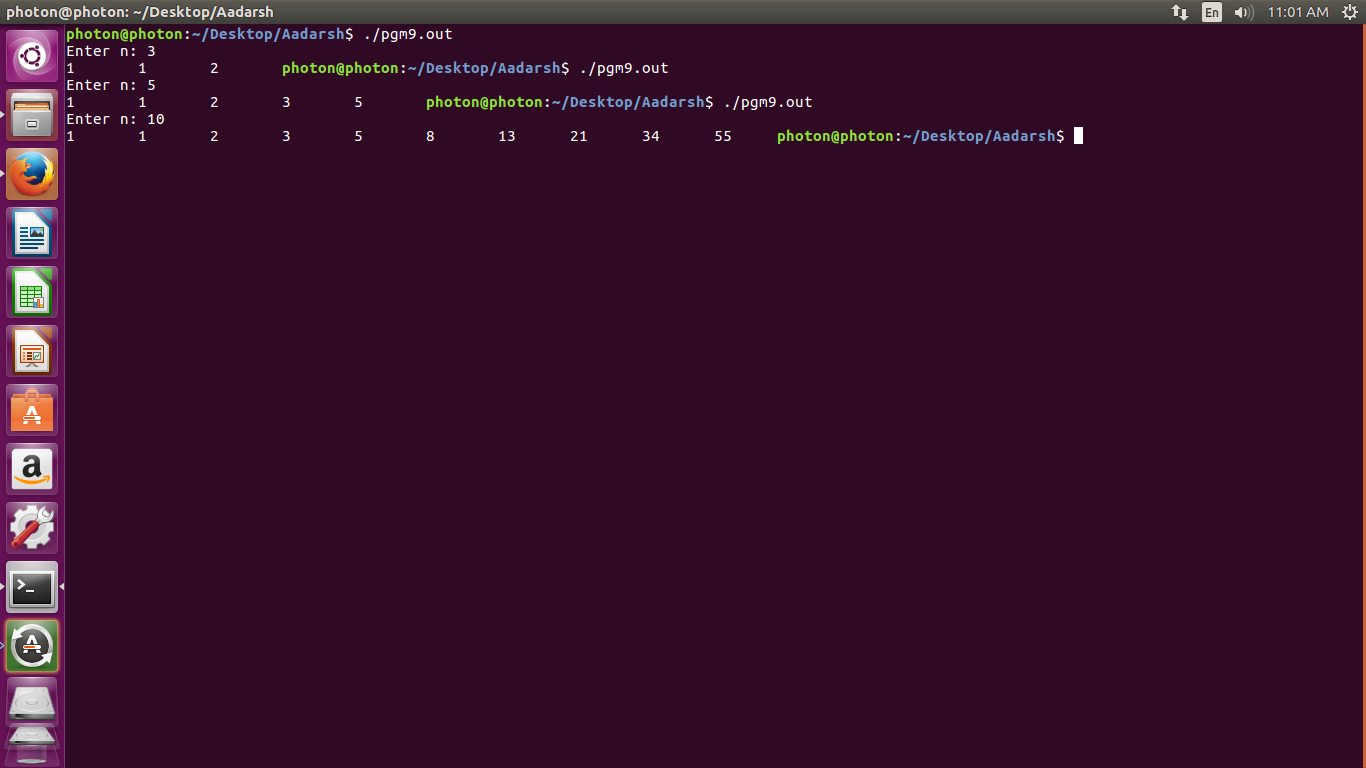 photon@photon: ~/Desktop/Aadarsh En 11:01 AM
photon@photon:~/Desktop/Aadarsh$ ./pgm9.out
Enter n: 3
1 1 2 photon@photon:~/Desktop/Aadarsh$ ./pgm9.out
Enter n: 5
1 1 2 3 5 photon@photon:~/Desktop/Aadarsh$ ./pgm9.out
Enter n: 10
1 1 2 3 5 8 13 21 34 55 photon@photon:~/Desktop/Aadarsh$